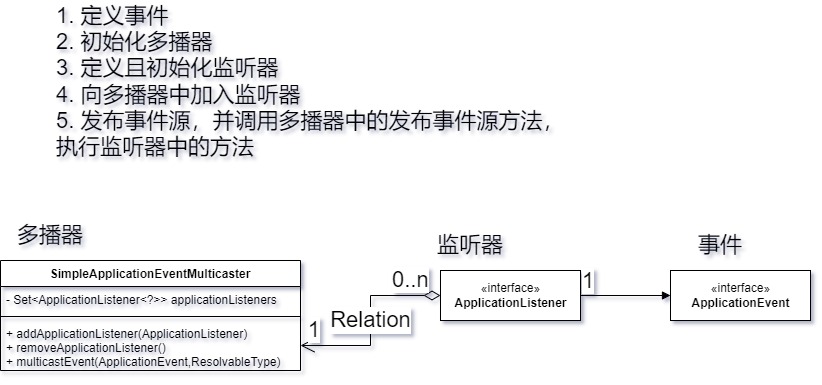 1. 定义事件
2. 初始化多播器
3. 定义且初始化监听器
4. 向多播器中加入监听器
5. 发布事件源，并调用多播器中的发布事件源方法，
执行监听器中的方法
多播器
监听器
事件
SimpleApplicationEventMulticaster
- Set<ApplicationListener<?>> applicationListeners
+ addApplicationListener(ApplicationListener)
+ removeApplicationListener()
+ multicastEvent(ApplicationEvent,ResolvableType)
1
Relation
0..n
«interface»
ApplicationListener
1
«interface»
ApplicationEvent